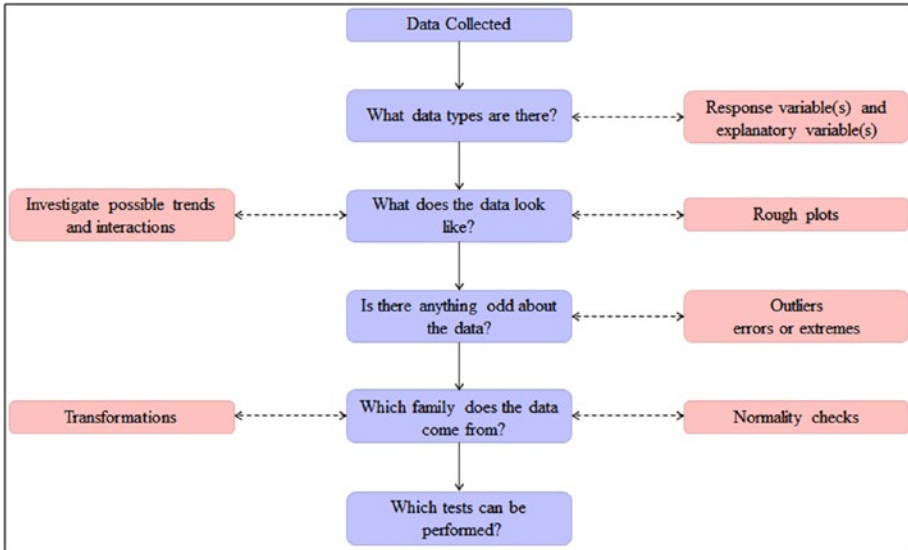 Data Collected
What data types are there?
Response variable(s) and
explanatory variable(s)
Investigate possible trends
and interactions
What does the data look
like?
Rough plots
Is there anything odd about
the data?
Outliers
errors or extremes
Transformations
Which family does the data
come from?
Normality checks
Which tests can be
performed?